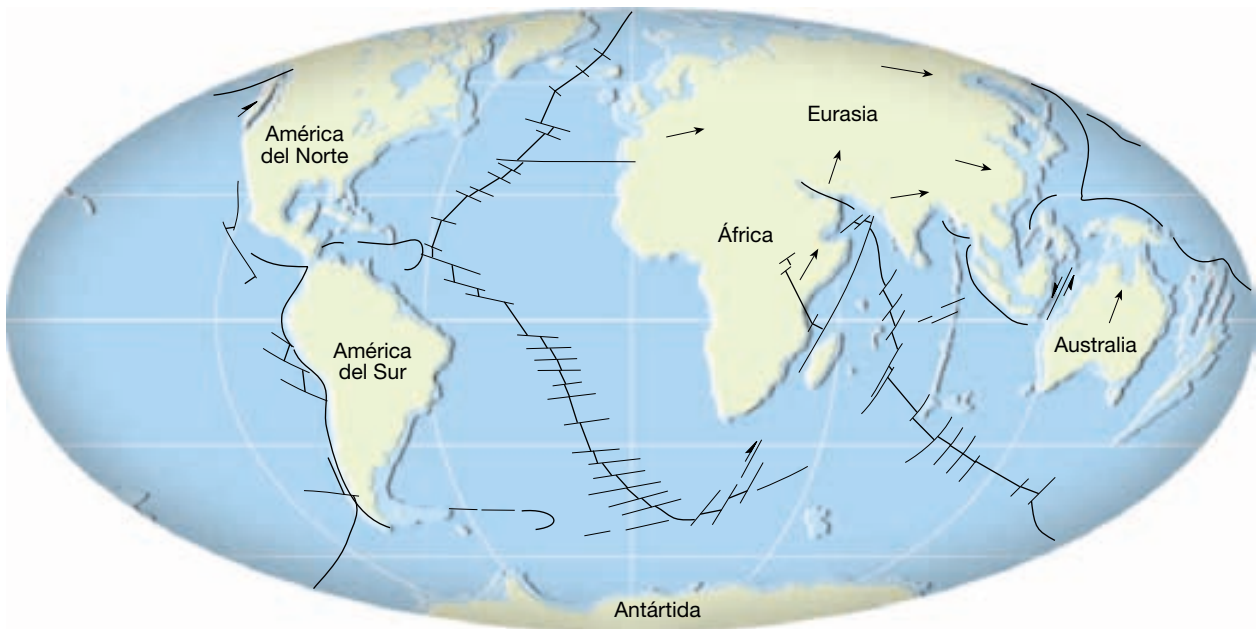 América
del Norte
Eurasia
África
América
del Sur
Australia
Antártida